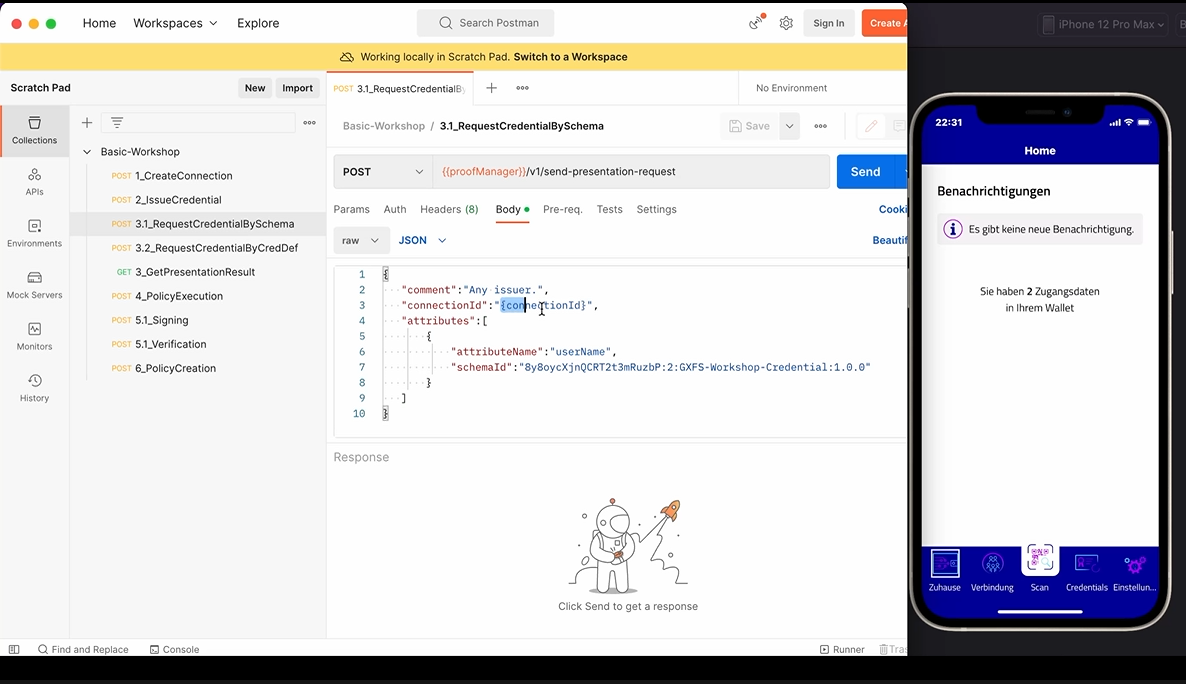 Home Workspaces Explore Search Postman Sign In Create
Working locally in Scratch Pad. Switch to a Workspace
Scratch Pad New Import
POST 3.1_RequestCredentialBy No Environment
Basic-Workshop / 3.1_RequestCredentialBySchema Save
Collections
APIs
Environments
Mock Servers
Monitors
History
Basic-Workshop
POST 1_CreateConnection
POST 2_IssueCredential
POST 3.1_RequestCredentialBySchema
POST 3.2_RequestCredentialByCredDef
GET 3_GetPresentationResult
POST 4_PolicyExecution
POST 5.1_Signing
POST 5.1_Verification
POST 6_PolicyCreation
POST {{proofManager}}/v1/send-presentation-request Send
Params Auth Headers (8) Body Pre-req. Tests Settings Cooki
raw JSON Beautif
1 {
2 "comment":"Any issuer.",
3 "connectionId":"{connectionId}",
4 "attributes":[
5 {
6 "attributeName":"userName",
7 "schemaId":"8y8oycXjnQCRT2t3mRuzbP:2:GXFS-Workshop-Credential:1.0.0"
8 }
9 ]
10 }
Response
Click Send to get a response
Find and Replace Console Runner Tras
iPhone 12 Pro Max
22:31
Home
Benachrichtigungen
Es gibt keine neue Benachrichtigung.
Sie haben 2 Zugangsdaten
in Ihrem Wallet
Zuhause Verbindung Scan Credentials Einstellun...